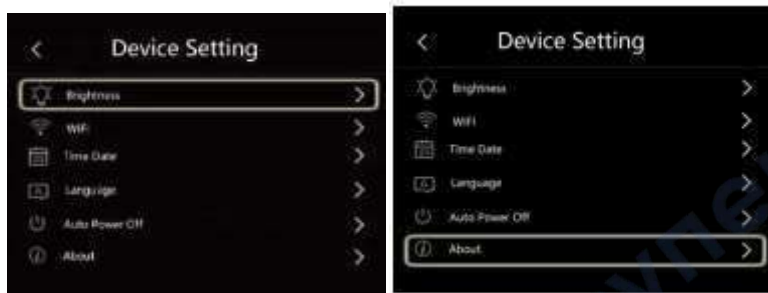 Device Setting
Brightness
WiFi
Time Date
Language
Auto Power Off
About
Device Setting
Brightness
WiFi
Time Date
Language
Auto Power Off
About